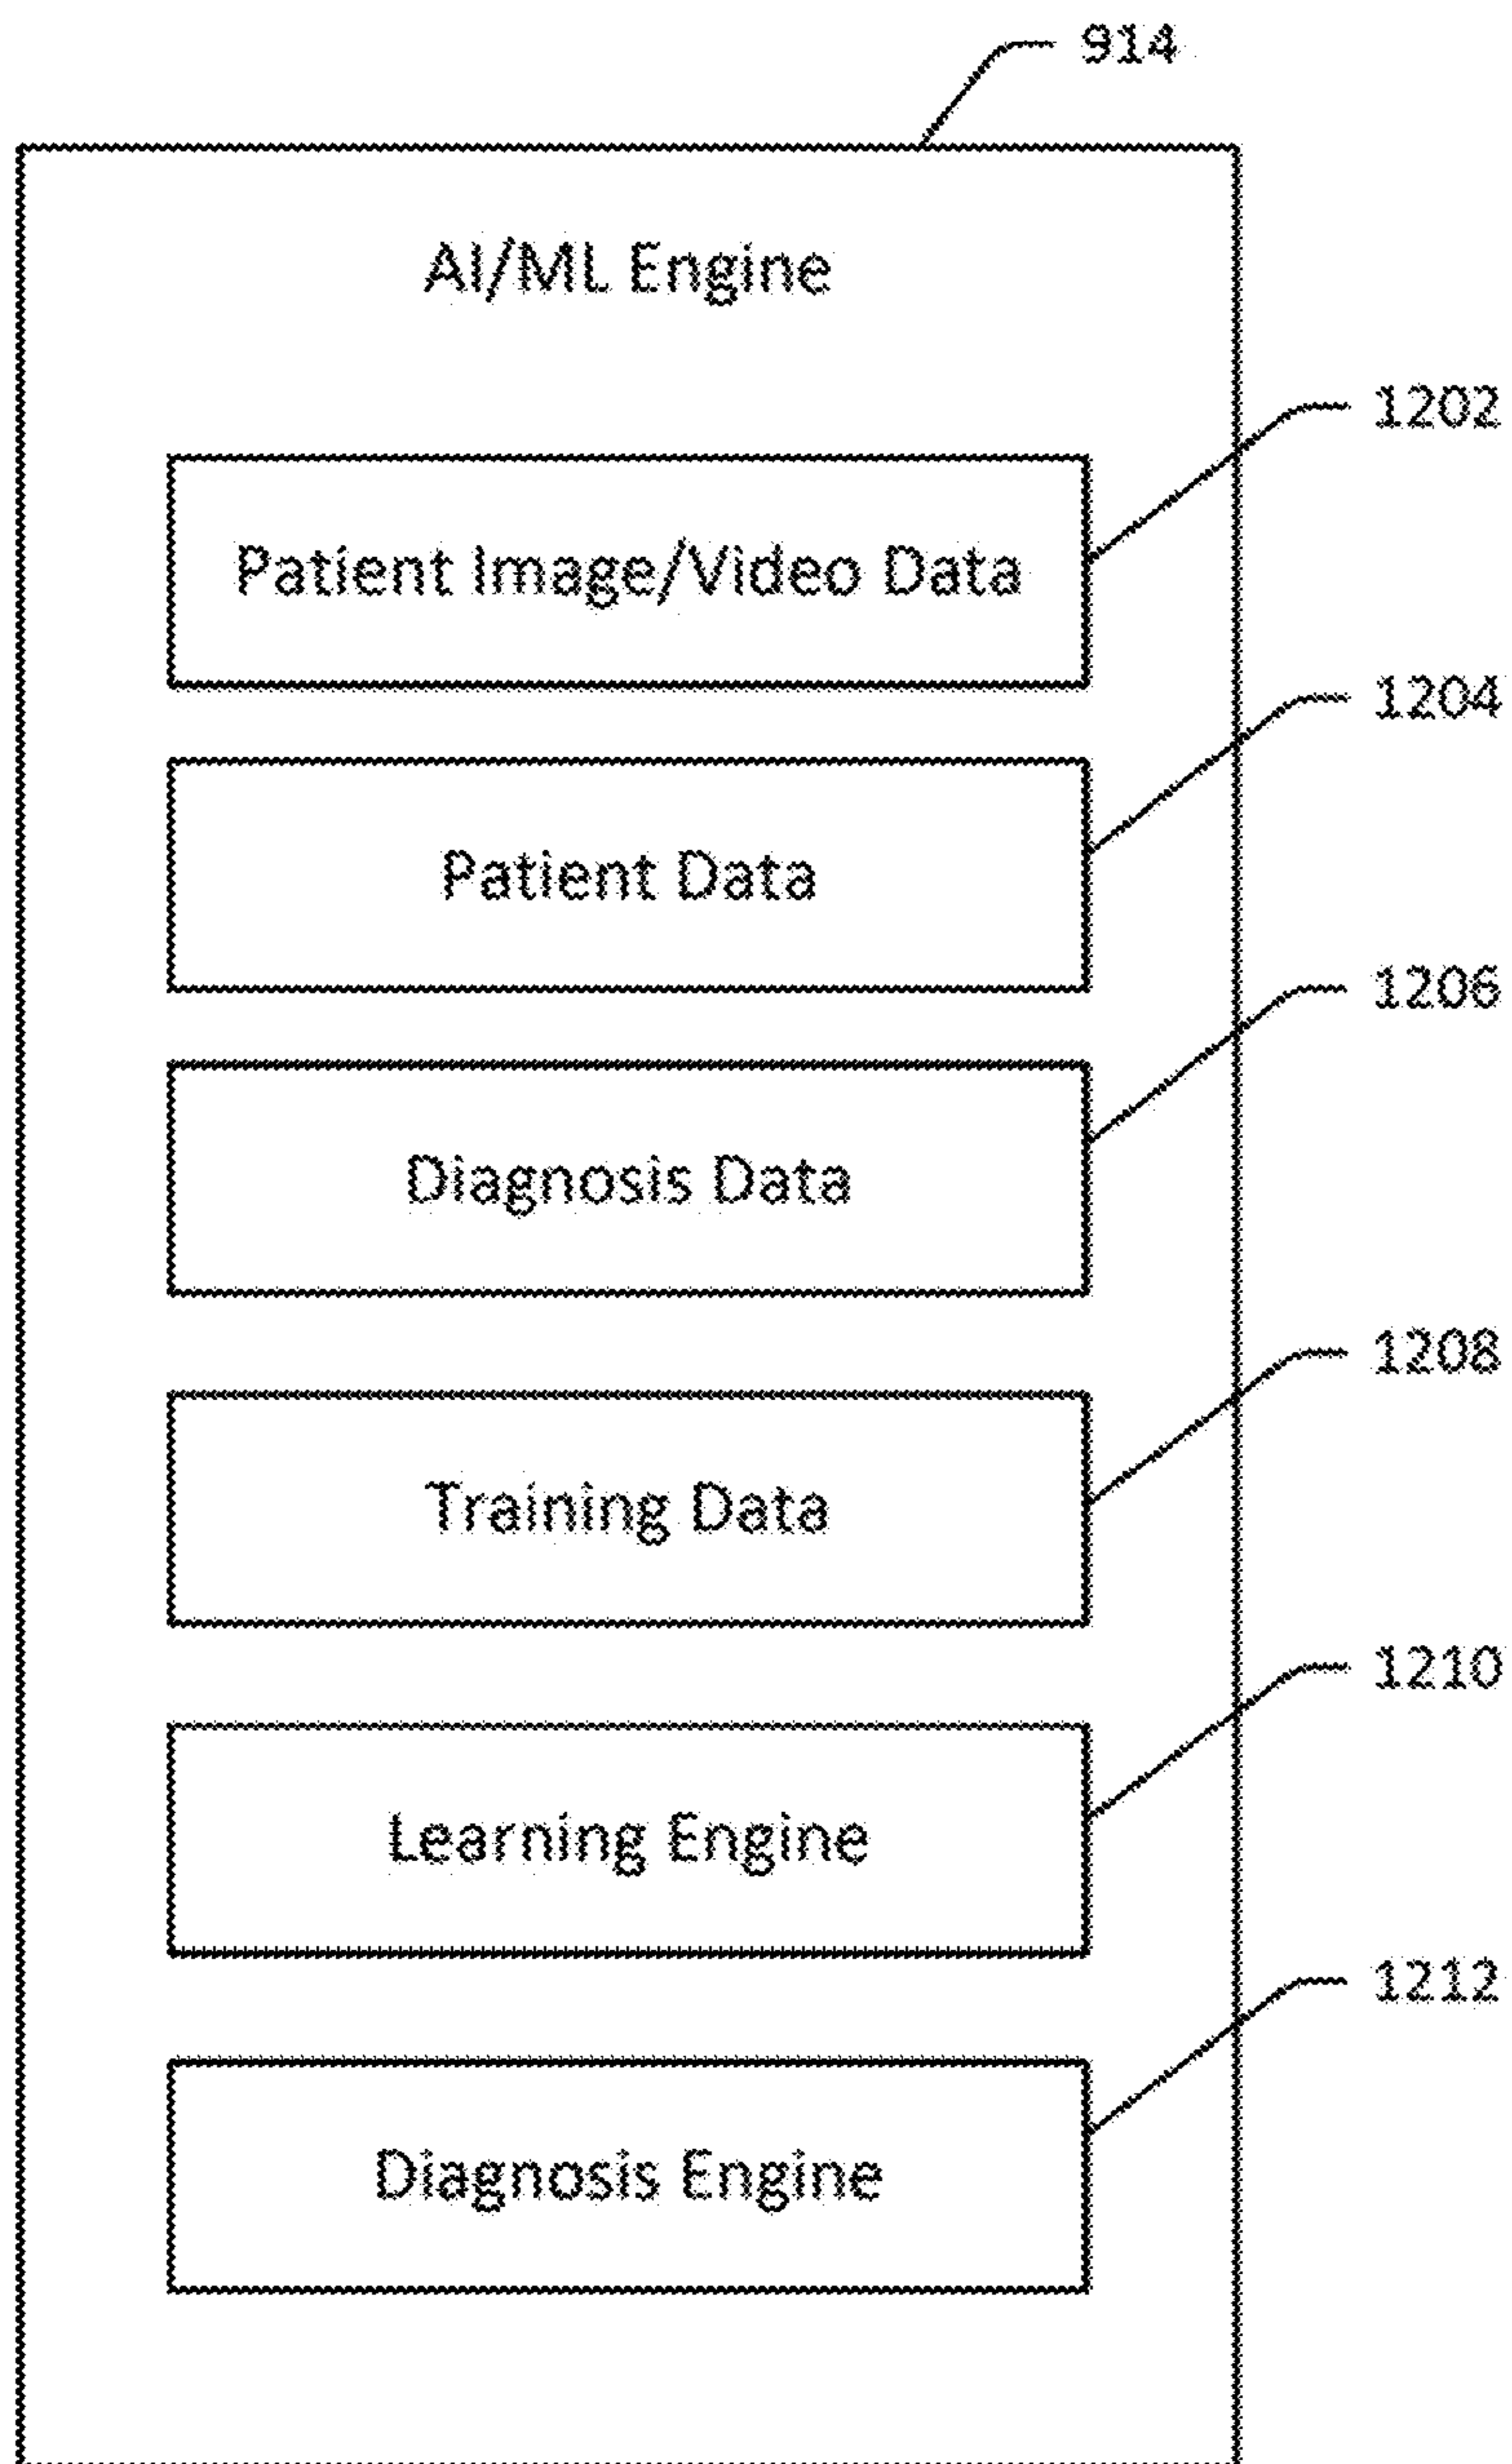 914
AI/ML Engine
1202
Patient Image/Video Data
1204
Patient Data
1206
Diagnosis Data
1208
Training Data
1210
Learning Engine
1212
Diagnosis Engine